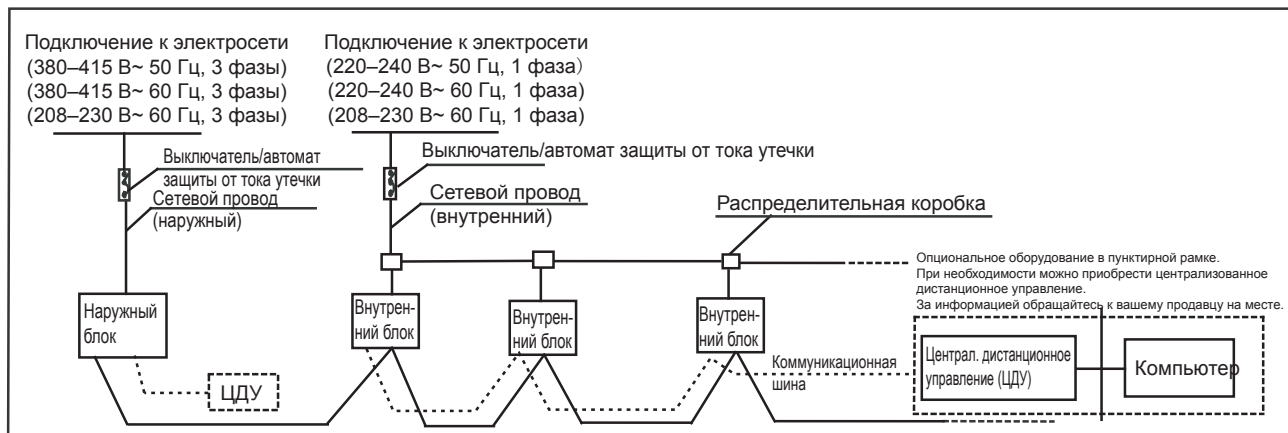 Подключение к электросети
(380–415 В~ 50 Гц, 3 фазы)
(380–415 В~ 60 Гц, 3 фазы)
(208–230 В~ 60 Гц, 3 фазы)
Подключение к электросети
(220–240 В~ 50 Гц, 1 фаза)
(220–240 В~ 60 Гц, 1 фаза)
(208–230 В~ 60 Гц, 1 фаза)
Выключатель/автомат
защиты от тока утечки
Сетевой провод
(наружный)
Выключатель/автомат защиты от тока утечки
Сетевой провод
(внутренний)
Распределительная коробка
Опциональное оборудование в пунктирной рамке.
При необходимости можно приобрести централизованное
дистанционное управление.
За информацией обращайтесь к вашему продавцу на месте.
Наружный
блок
Внутрен-
ний блок
Внутрен-
ний блок
Внутрен-
ний блок
ЦДУ
Коммуникационная
шина
Централ. дистанционное
управление (ЦДУ)
Компьютер